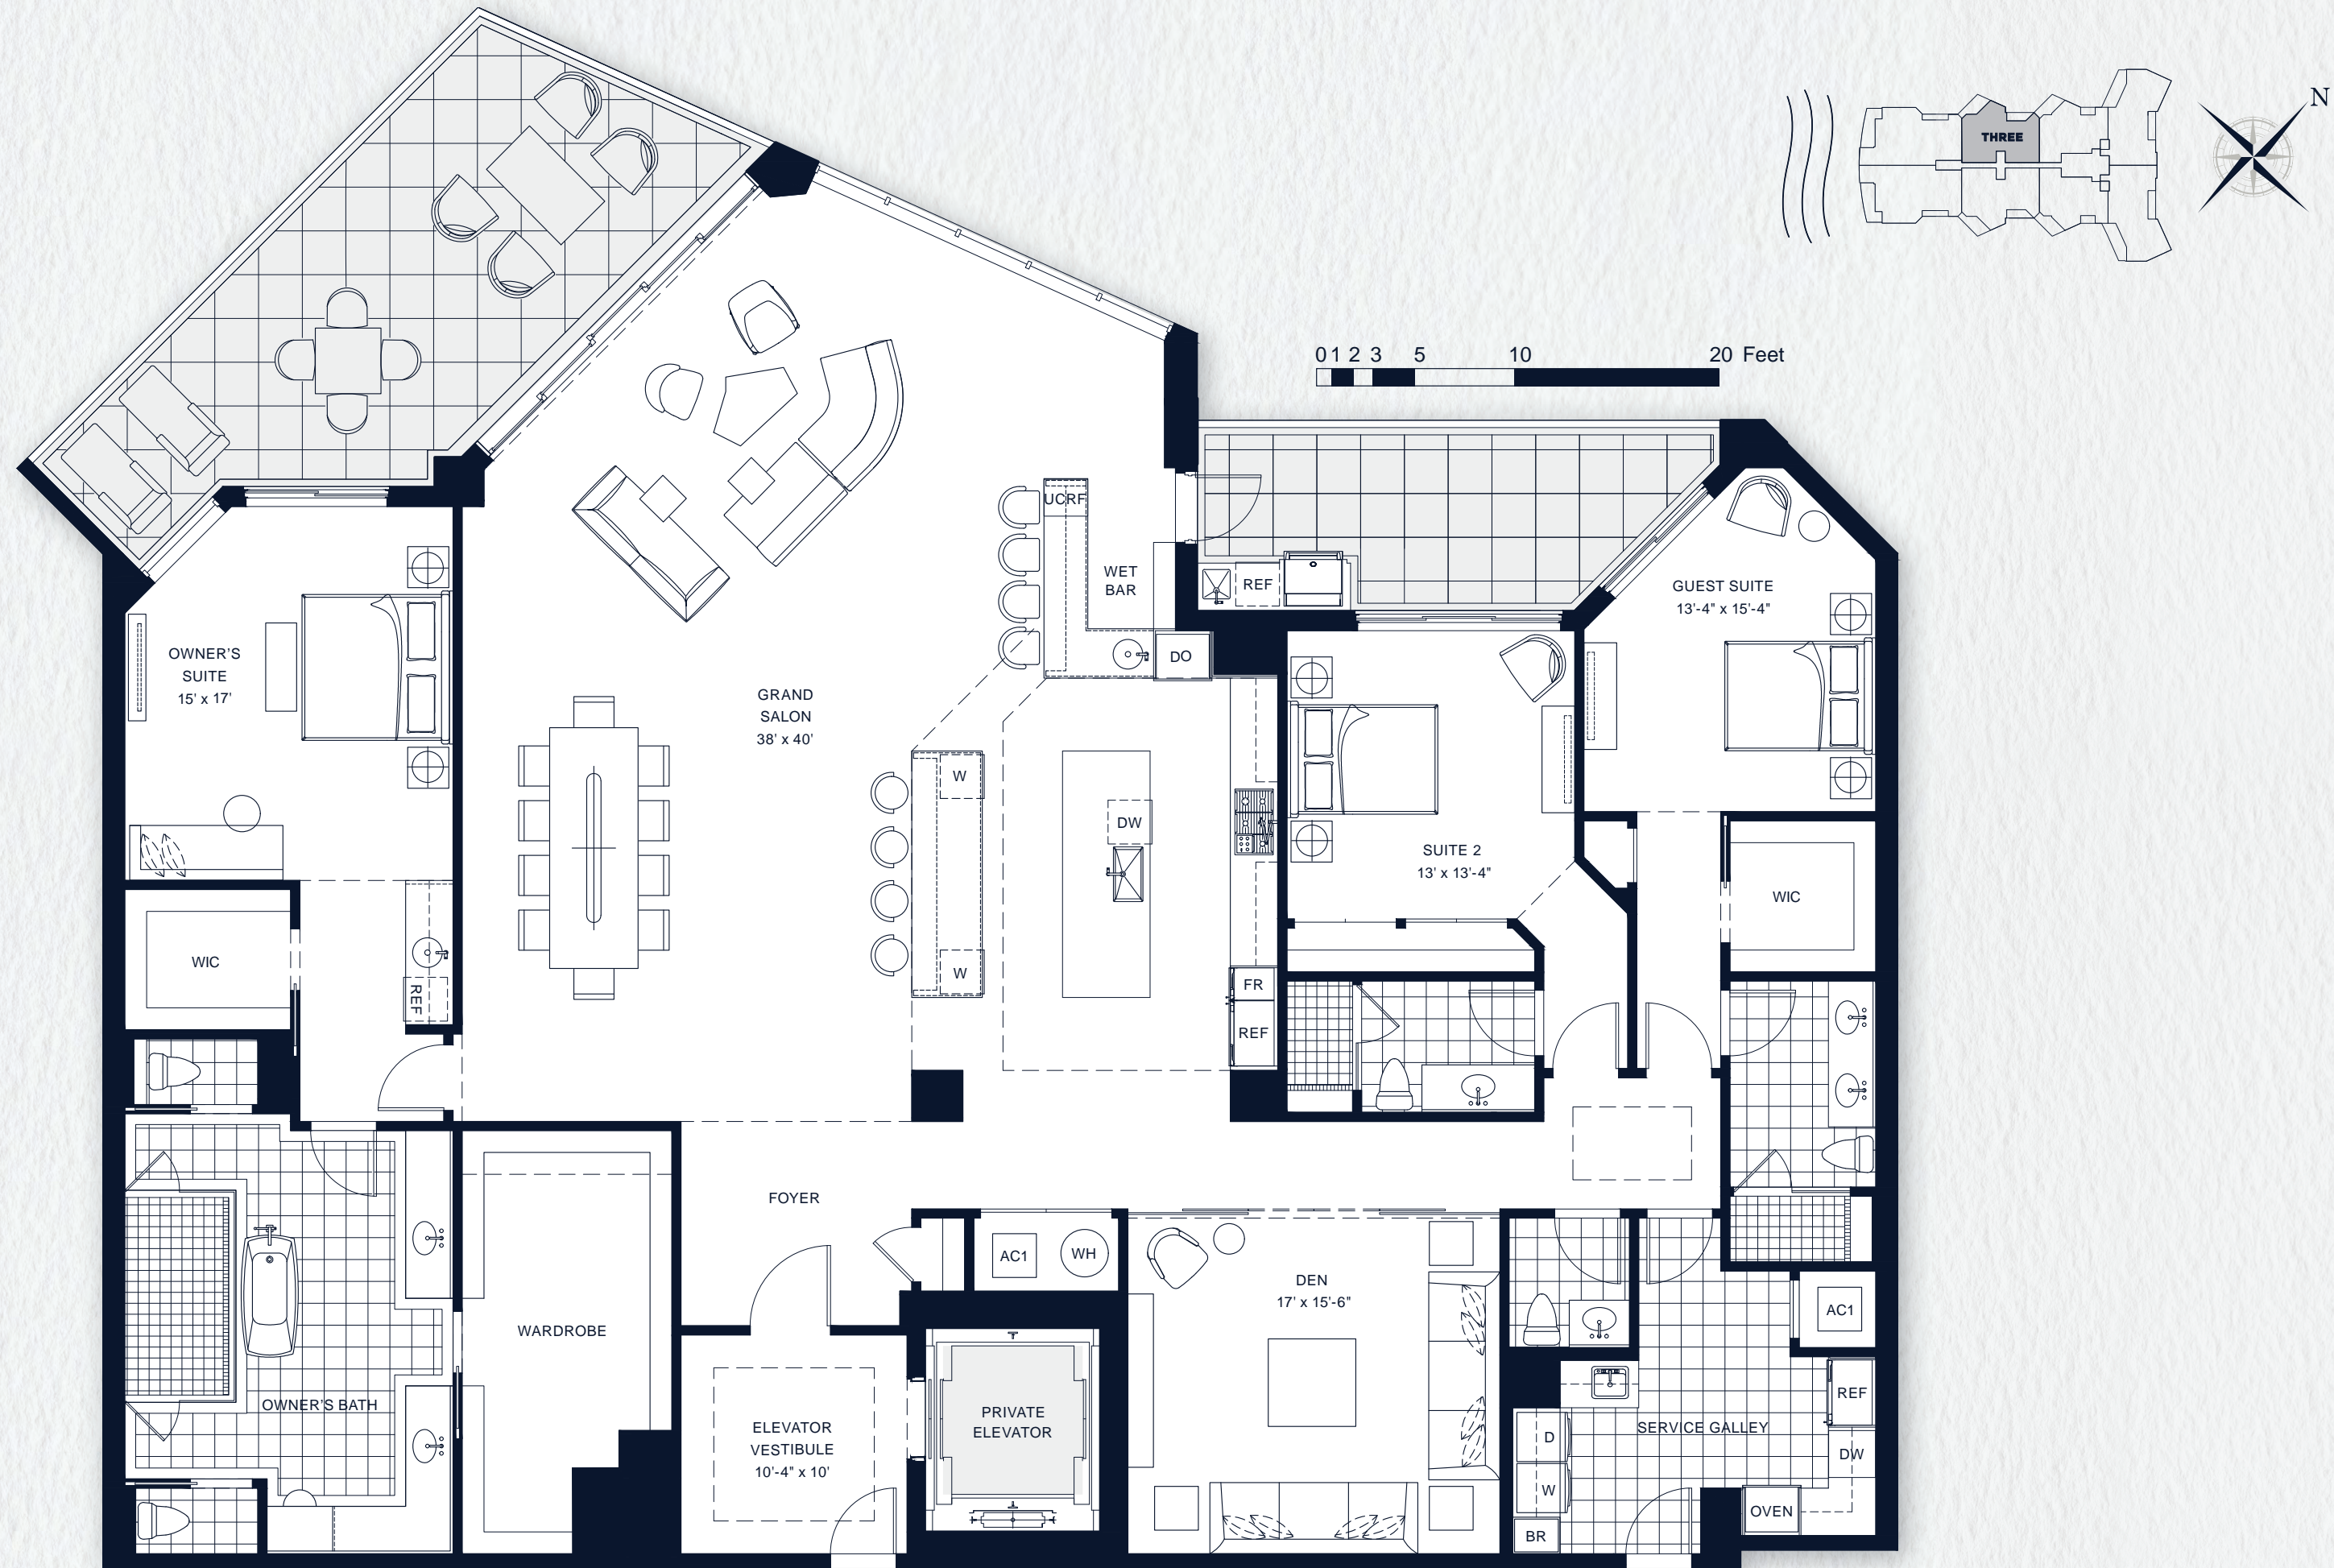 N
THREE
0 1 2 3 5 10 20 Feet
UCRF
WET
BAR
REF
DO
GUEST SUITE
13'-4" x 15'-4"
OWNER'S
SUITE
15' x 17'
GRAND
SALON
38' x 40'
W
DW
W
SUITE 2
13' x 13'-4"
WIC
WIC
REF
FR
REF
FOYER
AC1
WH
DEN
17' x 15'-6"
AC1
WARDROBE
OWNER'S BATH
PRIVATE
ELEVATOR
ELEVATOR
VESTIBULE
10'-4" x 10'
REF
SERVICE GALLEY
D
DW
W
OVEN
BR